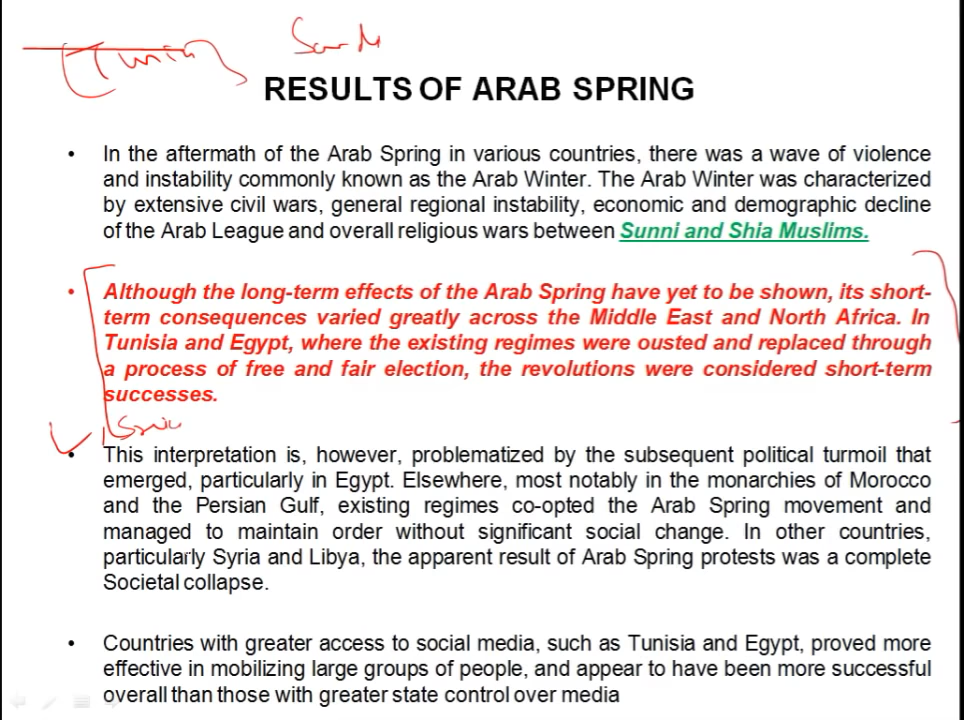 Tunisia
RESULTS OF ARAB SPRING
• In the aftermath of the Arab Spring in various countries, there was a wave of violence
and instability commonly known as the Arab Winter. The Arab Winter was characterized
by extensive civil wars, general regional instability, economic and demographic decline
of the Arab League and overall religious wars between Sunni and Shia Muslims.
• Although the long-term effects of the Arab Spring have yet to be shown, its short-
term consequences varied greatly across the Middle East and North Africa. In
Tunisia and Egypt, where the existing regimes were ousted and replaced through
a process of free and fair election, the revolutions were considered short-term
successes.
• This interpretation is, however, problematized by the subsequent political turmoil that
emerged, particularly in Egypt. Elsewhere, most notably in the monarchies of Morocco
and the Persian Gulf, existing regimes co-opted the Arab Spring movement and
managed to maintain order without significant social change. In other countries,
particularly Syria and Libya, the apparent result of Arab Spring protests was a complete
Societal collapse.
• Countries with greater access to social media, such as Tunisia and Egypt, proved more
effective in mobilizing large groups of people, and appear to have been more successful
overall than those with greater state control over media